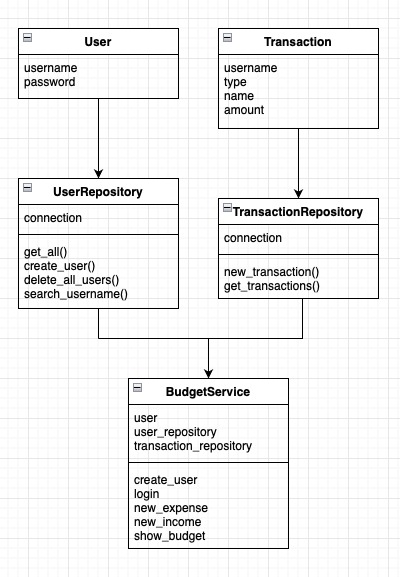 User
username
password
Transaction
username
type
name
amount
UserRepository
connection
get_all()
create_user()
delete_all_users()
search_username()
TransactionRepository
connection
new_transaction()
get_transactions()
BudgetService
user
user_repository
transaction_repository
create_user
login
new_expense
new_income
show_budget